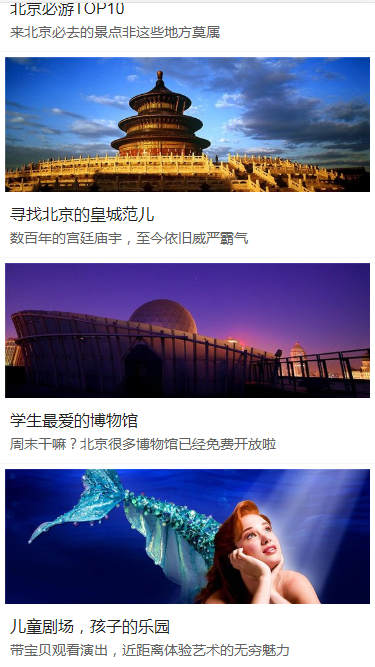 北京必游TOP10
来北京必去的景点非这些地方莫属
寻找北京的皇城范儿
数百年的宫廷庙宇，至今依旧威严霸气
学生最爱的博物馆
周末干嘛？北京很多博物馆已经免费开放啦
儿童剧场，孩子的乐园
带宝贝观看演出，近距离体验艺术的无穷魅力